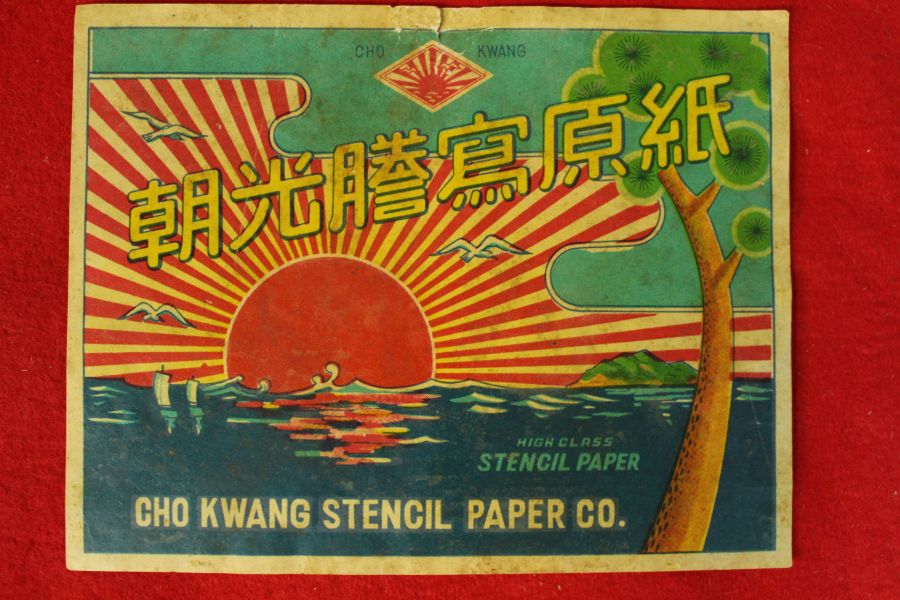 CHO KWANG
朝光謄寫原紙
HIGH CLASS
STENCIL PAPER
CHO KWANG STENCIL PAPER CO.